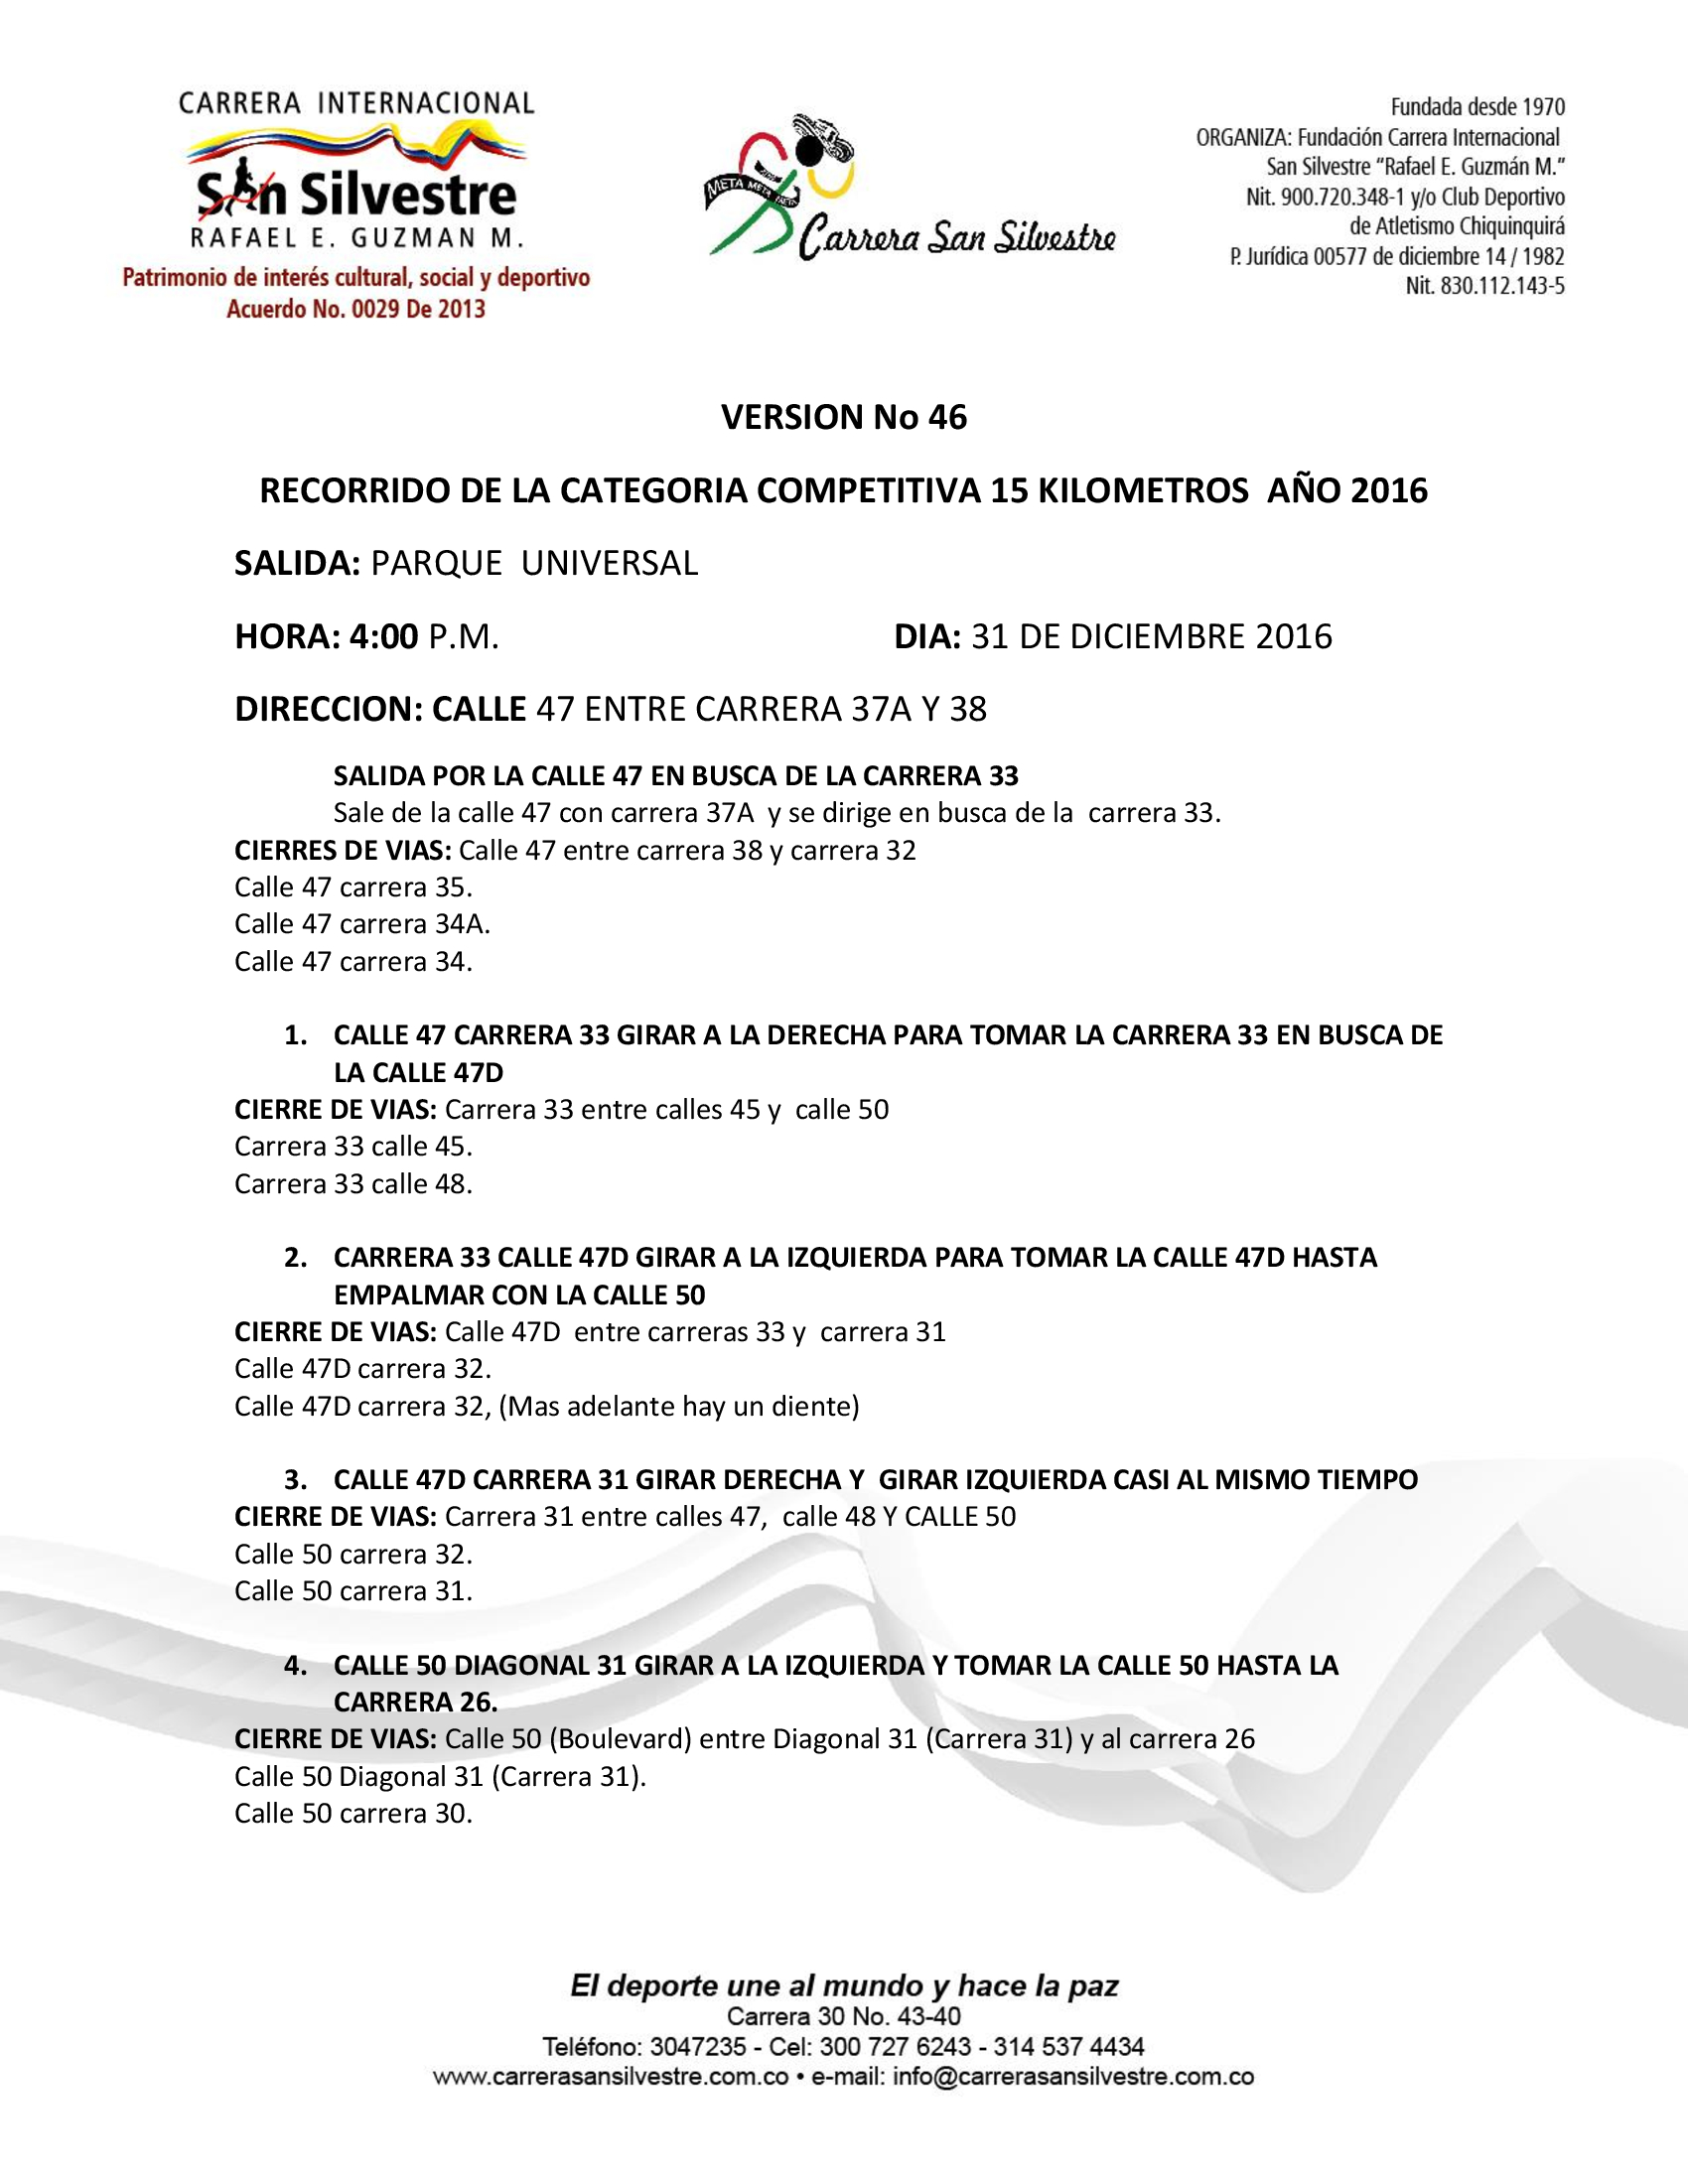 CARRERA INTERNACIONAL
San Silvestre
RAFAEL E. GUZMAN M.
Patrimonio de interés cultural, social y deportivo
Acuerdo No. 0029 De 2013
META META META
Carrera San Silvestre
Fundada desde 1970
ORGANIZA: Fundación Carrera Internacional
San Silvestre “Rafael E. Guzmán M.”
Nit. 900.720.348-1 y/o Club Deportivo
de Atletismo Chiquinquirá
P. Jurídica 00577 de diciembre 14 / 1982
Nit. 830.112.143-5
VERSION No 46
RECORRIDO DE LA CATEGORIA COMPETITIVA 15 KILOMETROS AÑO 2016
SALIDA: PARQUE UNIVERSAL
HORA: 4:00 P.M. DIA: 31 DE DICIEMBRE 2016
DIRECCION: CALLE 47 ENTRE CARRERA 37A Y 38
SALIDA POR LA CALLE 47 EN BUSCA DE LA CARRERA 33
Sale de la calle 47 con carrera 37A y se dirige en busca de la carrera 33.
CIERRES DE VIAS: Calle 47 entre carrera 38 y carrera 32
Calle 47 carrera 35.
Calle 47 carrera 34A.
Calle 47 carrera 34.
1. CALLE 47 CARRERA 33 GIRAR A LA DERECHA PARA TOMAR LA CARRERA 33 EN BUSCA DE
LA CALLE 47D
CIERRE DE VIAS: Carrera 33 entre calles 45 y calle 50
Carrera 33 calle 45.
Carrera 33 calle 48.
2. CARRERA 33 CALLE 47D GIRAR A LA IZQUIERDA PARA TOMAR LA CALLE 47D HASTA
EMPALMAR CON LA CALLE 50
CIERRE DE VIAS: Calle 47D entre carreras 33 y carrera 31
Calle 47D carrera 32.
Calle 47D carrera 32, (Mas adelante hay un diente)
3. CALLE 47D CARRERA 31 GIRAR DERECHA Y GIRAR IZQUIERDA CASI AL MISMO TIEMPO
CIERRE DE VIAS: Carrera 31 entre calles 47, calle 48 Y CALLE 50
Calle 50 carrera 32.
Calle 50 carrera 31.
4. CALLE 50 DIAGONAL 31 GIRAR A LA IZQUIERDA Y TOMAR LA CALLE 50 HASTA LA
CARRERA 26.
CIERRE DE VIAS: Calle 50 (Boulevard) entre Diagonal 31 (Carrera 31) y al carrera 26
Calle 50 Diagonal 31 (Carrera 31).
Calle 50 carrera 30.
El deporte une al mundo y hace la paz
Carrera 30 No. 43-40
Teléfono: 3047235 - Cel: 300 727 6243 - 314 537 4434
www.carrerasansilvestre.com.co • e-mail: info@carrerasansilvestre.com.co